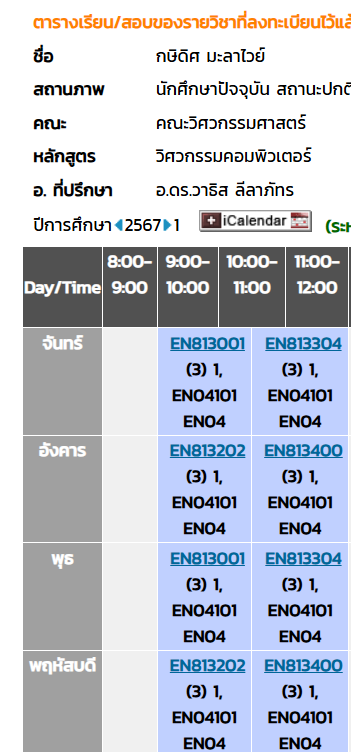 ตารางเรียน/สอบของรายวิชาที่ลงทะเบียนไว้แล้
ชื่อ กษิดิศ มะลาไวย์
สถานภาพ นักศึกษาปัจจุบัน สถานะปกติ
คณะ คณะวิศวกรรมศาสตร์
หลักสูตร วิศวกรรมคอมพิวเตอร์
อ. ที่ปรึกษา อ.ดร.วาธิส ลีลาภัทร
ปีการศึกษา 2567 1 iCalendar (ระห
Day/Time 8:00-9:00 9:00-10:00 10:00-11:00 11:00-12:00
จันทร์ EN813001 EN813304
(3) 1, (3) 1,
EN04101 EN04101
EN04 EN04
อังคาร EN813202 EN813400
(3) 1, (3) 1,
EN04101 EN04101
EN04 EN04
พุธ EN813001 EN813304
(3) 1, (3) 1,
EN04101 EN04101
EN04 EN04
พฤหัสบดี EN813202 EN813400
(3) 1, (3) 1,
EN04101 EN04101
EN04 EN04